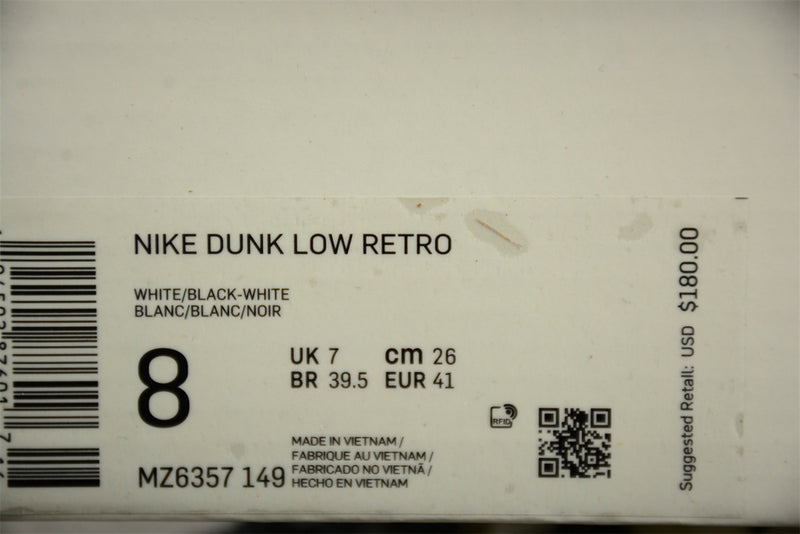 NIKE DUNK LOW RETRO
WHITE/BLACK-WHITE
BLANC/BLANC/NOIR
8
UK 7 cm 26
BR 39.5 EUR 41
RFID
MADE IN VIETNAM /
FABRIQUE AU VIETNAM /
FABRICADO NO VIETNÃ /
HECHO EN VIETNAM
MZ6357 149
Suggested Retail: USD $180.00